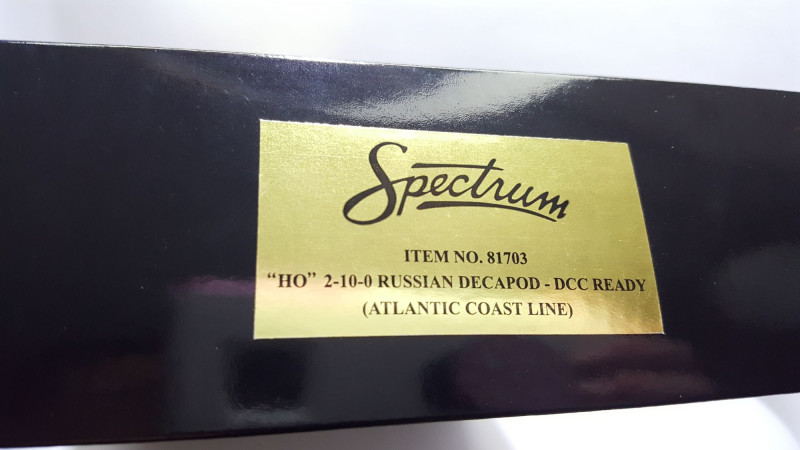 Spectrum
ITEM NO. 81703
“HO” 2-10-0 RUSSIAN DECAPOD - DCC READY
(ATLANTIC COAST LINE)